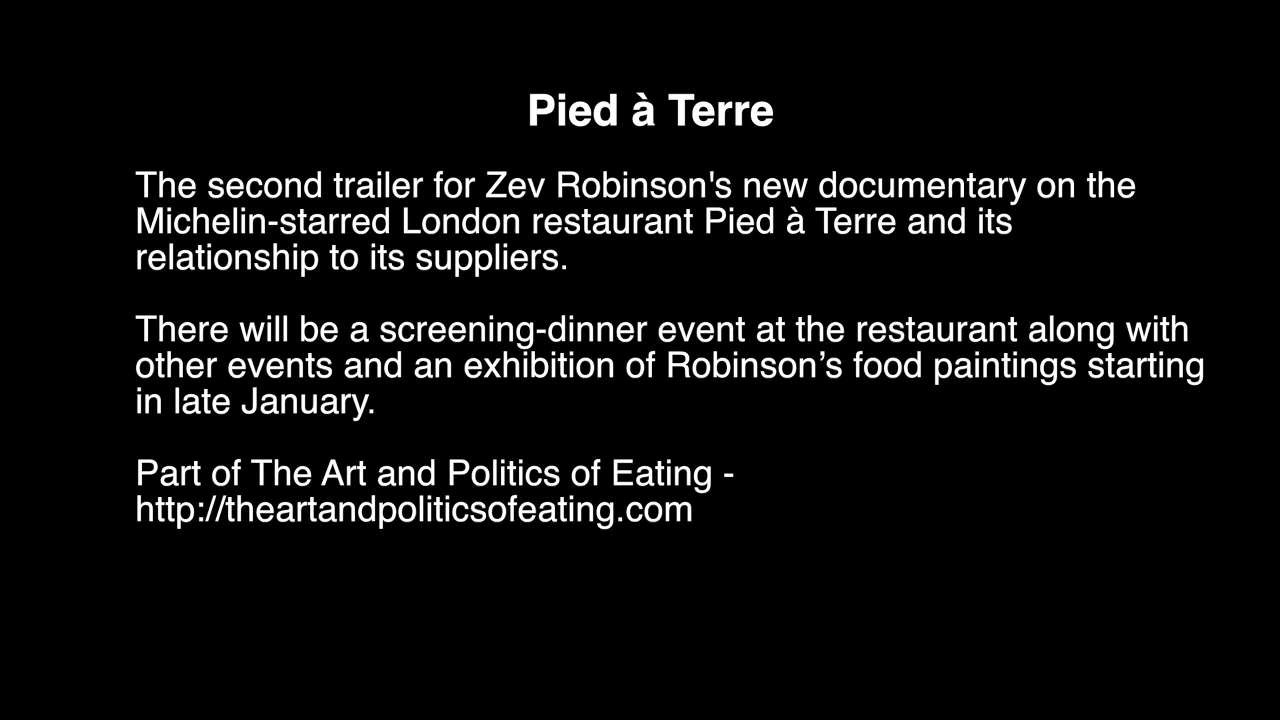 Pied à Terre
The second trailer for Zev Robinson's new documentary on the
Michelin-starred London restaurant Pied à Terre and its
relationship to its suppliers.
There will be a screening-dinner event at the restaurant along with
other events and an exhibition of Robinson’s food paintings starting
in late January.
Part of The Art and Politics of Eating -
http://theartandpoliticsofeating.com